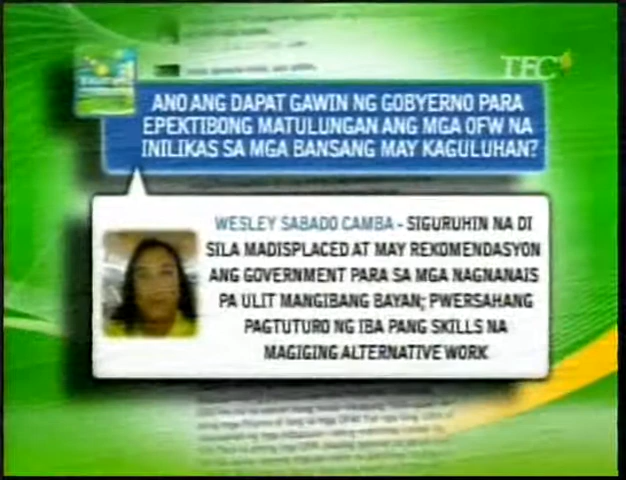 TFC
ANO ANG DAPAT GAWIN NG GOBYERNO PARA
EPEKTIBONG MATULUNGAN ANG MGA OFW NA
INILIKAS SA MGA BANSANG MAY KAGULUHAN?
WESLEY SABADO CAMBA - SIGURUHIN NA DI
SILA MADISPLACED AT MAY REKOMENDASYON
ANG GOVERNMENT PARA SA MGA NAGNANAIS
PA ULIT MANGIBANG BAYAN; PWERSAHANG
PAGTUTURO NG IBA PANG SKILLS NA
MAGIGING ALTERNATIVE WORK